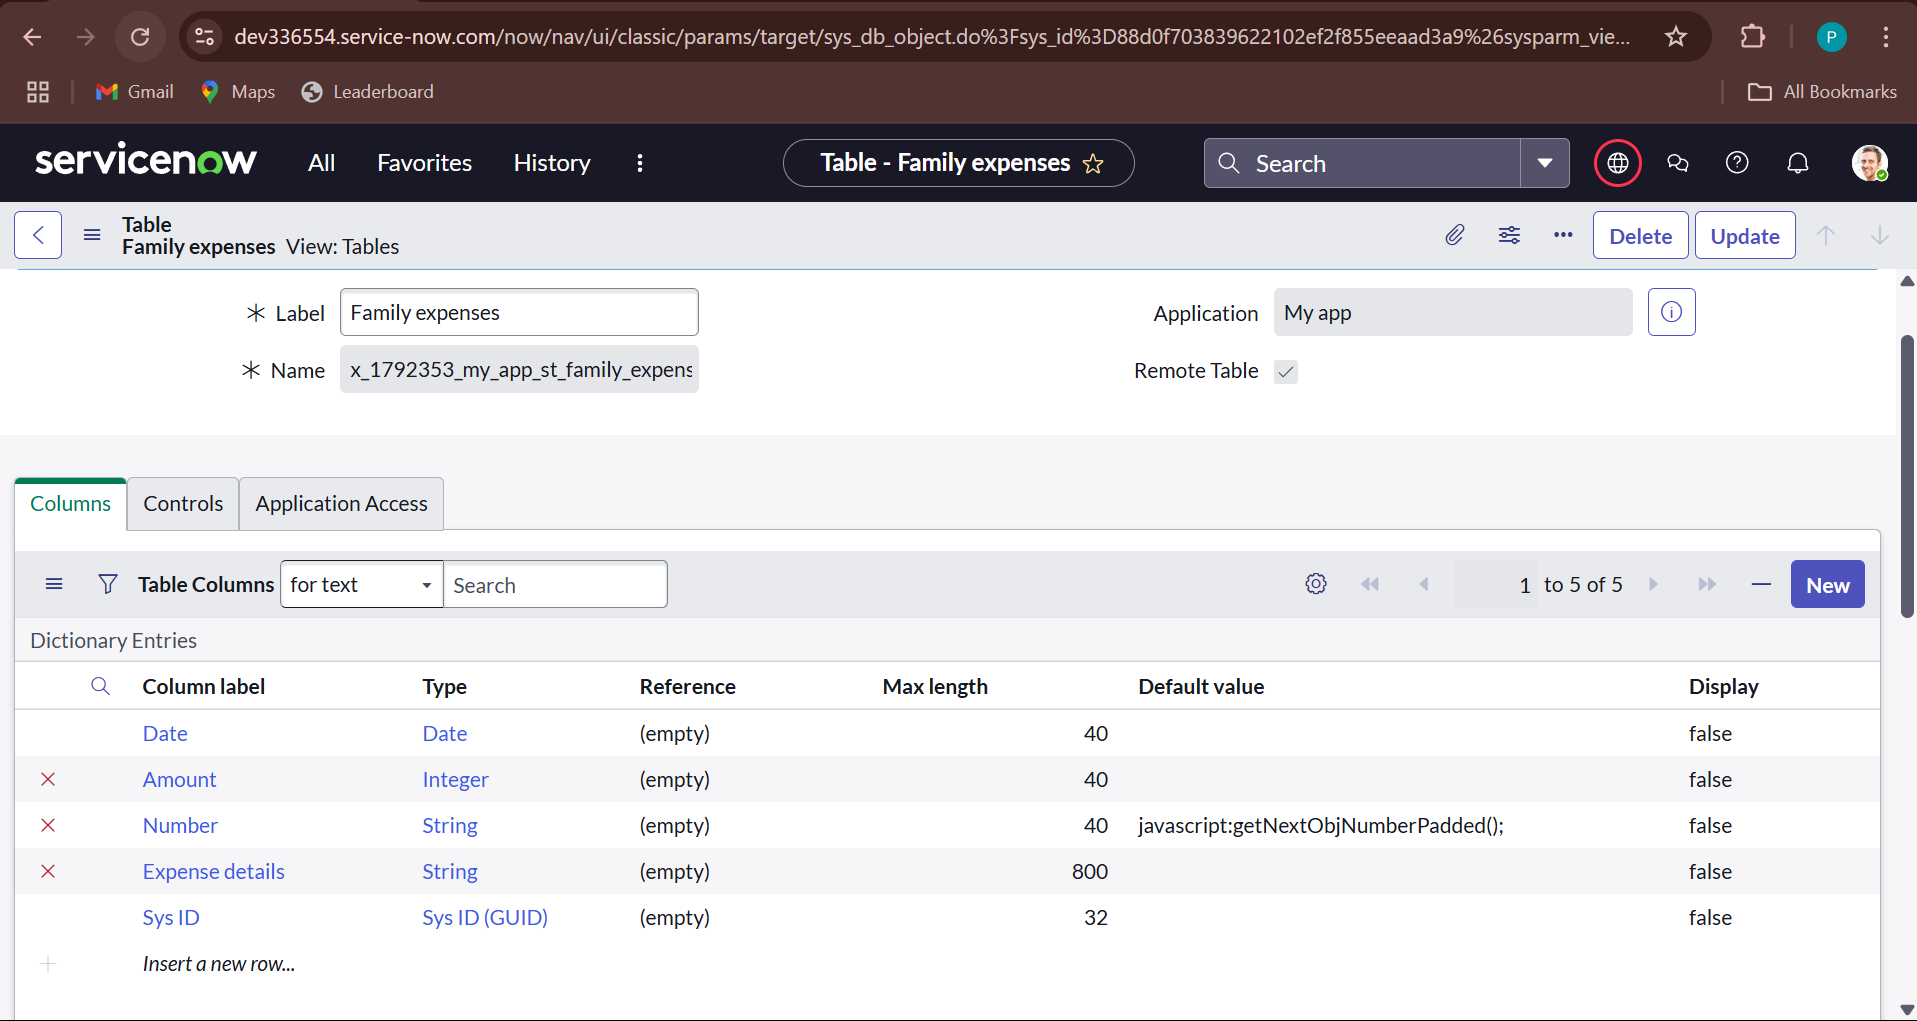 dev336554.service-now.com/now/nav/ui/classic/params/target/sys_db_object.do%3Fsys_id%3D88d0f703839622102ef2f855eeaad3a9%26sysparm_vie...
P
Gmail
Maps
Leaderboard
All Bookmarks
servicenow
All
Favorites
History
Table - Family expenses
Search
Table
Family expenses View: Tables
Delete
Update
Label
Family expenses
Application
My app
Name
x_1792353_my_app_st_family_expens
Remote Table
Columns
Controls
Application Access
Table Columns
for text
Search
1 to 5 of 5
New
Dictionary Entries
Column label Type Reference Max length Default value Display
Date Date (empty) 40 false
Amount Integer (empty) 40 false
Number String (empty) 40 javascript:getNextObjNumberPadded(); false
Expense details String (empty) 800 false
Sys ID Sys ID (GUID) (empty) 32 false
Insert a new row...